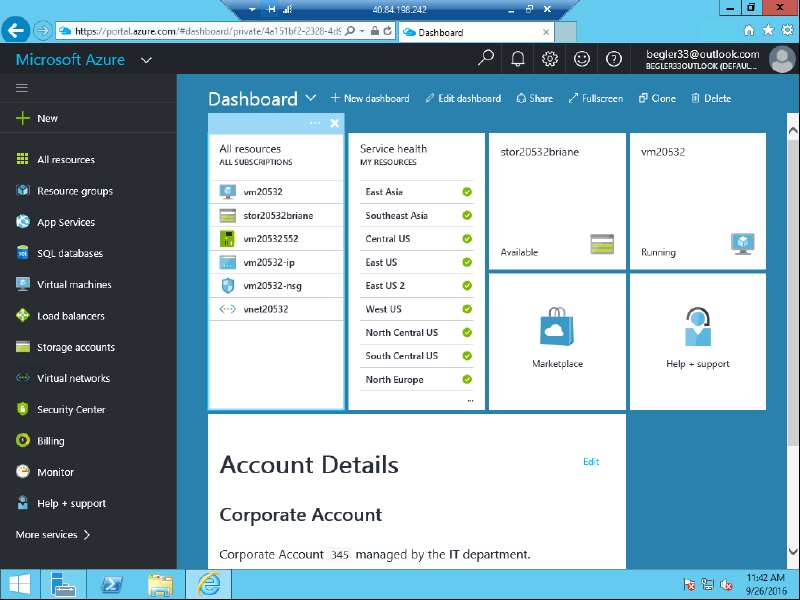 40.84.198.242
https://portal.azure.com/#dashboard/private/4a151bf2-2328-4d9
Dashboard
Microsoft Azure
begler33@outlook.com
BEGLER33OUTLOOK (DEFAUL...
Dashboard
New dashboard
Edit dashboard
Share
Fullscreen
Clone
Delete
New
All resources
Resource groups
App Services
SQL databases
Virtual machines
Load balancers
Storage accounts
Virtual networks
Security Center
Billing
Monitor
Help + support
More services
All resources
ALL SUBSCRIPTIONS
vm20532
stor20532briane
vm20532552
vm20532-ip
vm20532-nsg
vnet20532
Service health
MY RESOURCES
East Asia
Southeast Asia
Central US
East US
East US 2
West US
North Central US
South Central US
North Europe
...
stor20532briane
Available
vm20532
Running
Marketplace
Help + support
Account Details
Edit
Corporate Account
Corporate Account 345 managed by the IT department.
11:42 AM
9/26/2016